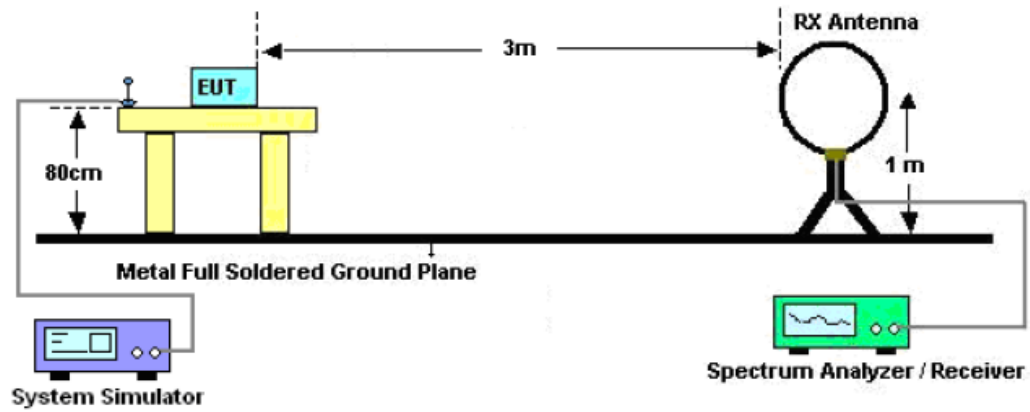 RX Antenna
3m
EUT
80cm
1 m
Metal Full Soldered Ground Plane
System Simulator
Spectrum Analyzer / Receiver